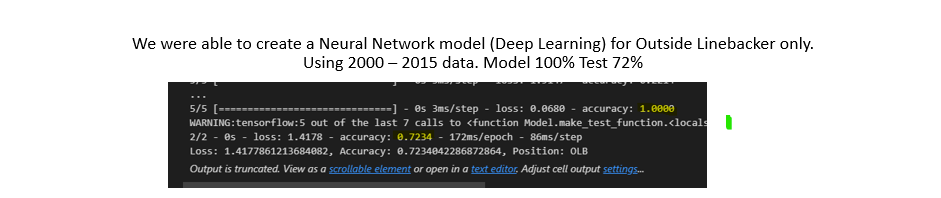 We were able to create a Neural Network model (Deep Learning) for Outside Linebacker only.
Using 2000 – 2015 data. Model 100% Test 72%
...
5/5 [==============================] - 0s 3ms/step - loss: 0.0680 - accuracy: 1.0000
WARNING:tensorflow:5 out of the last 7 calls to <function Model.make_test_function.<locals
2/2 - 0s - loss: 1.4178 - accuracy: 0.7234 - 172ms/epoch - 86ms/step
Loss: 1.4177861213684082, Accuracy: 0.7234042286872864, Position: OLB
Output is truncated. View as a scrollable element or open in a text editor. Adjust cell output settings...